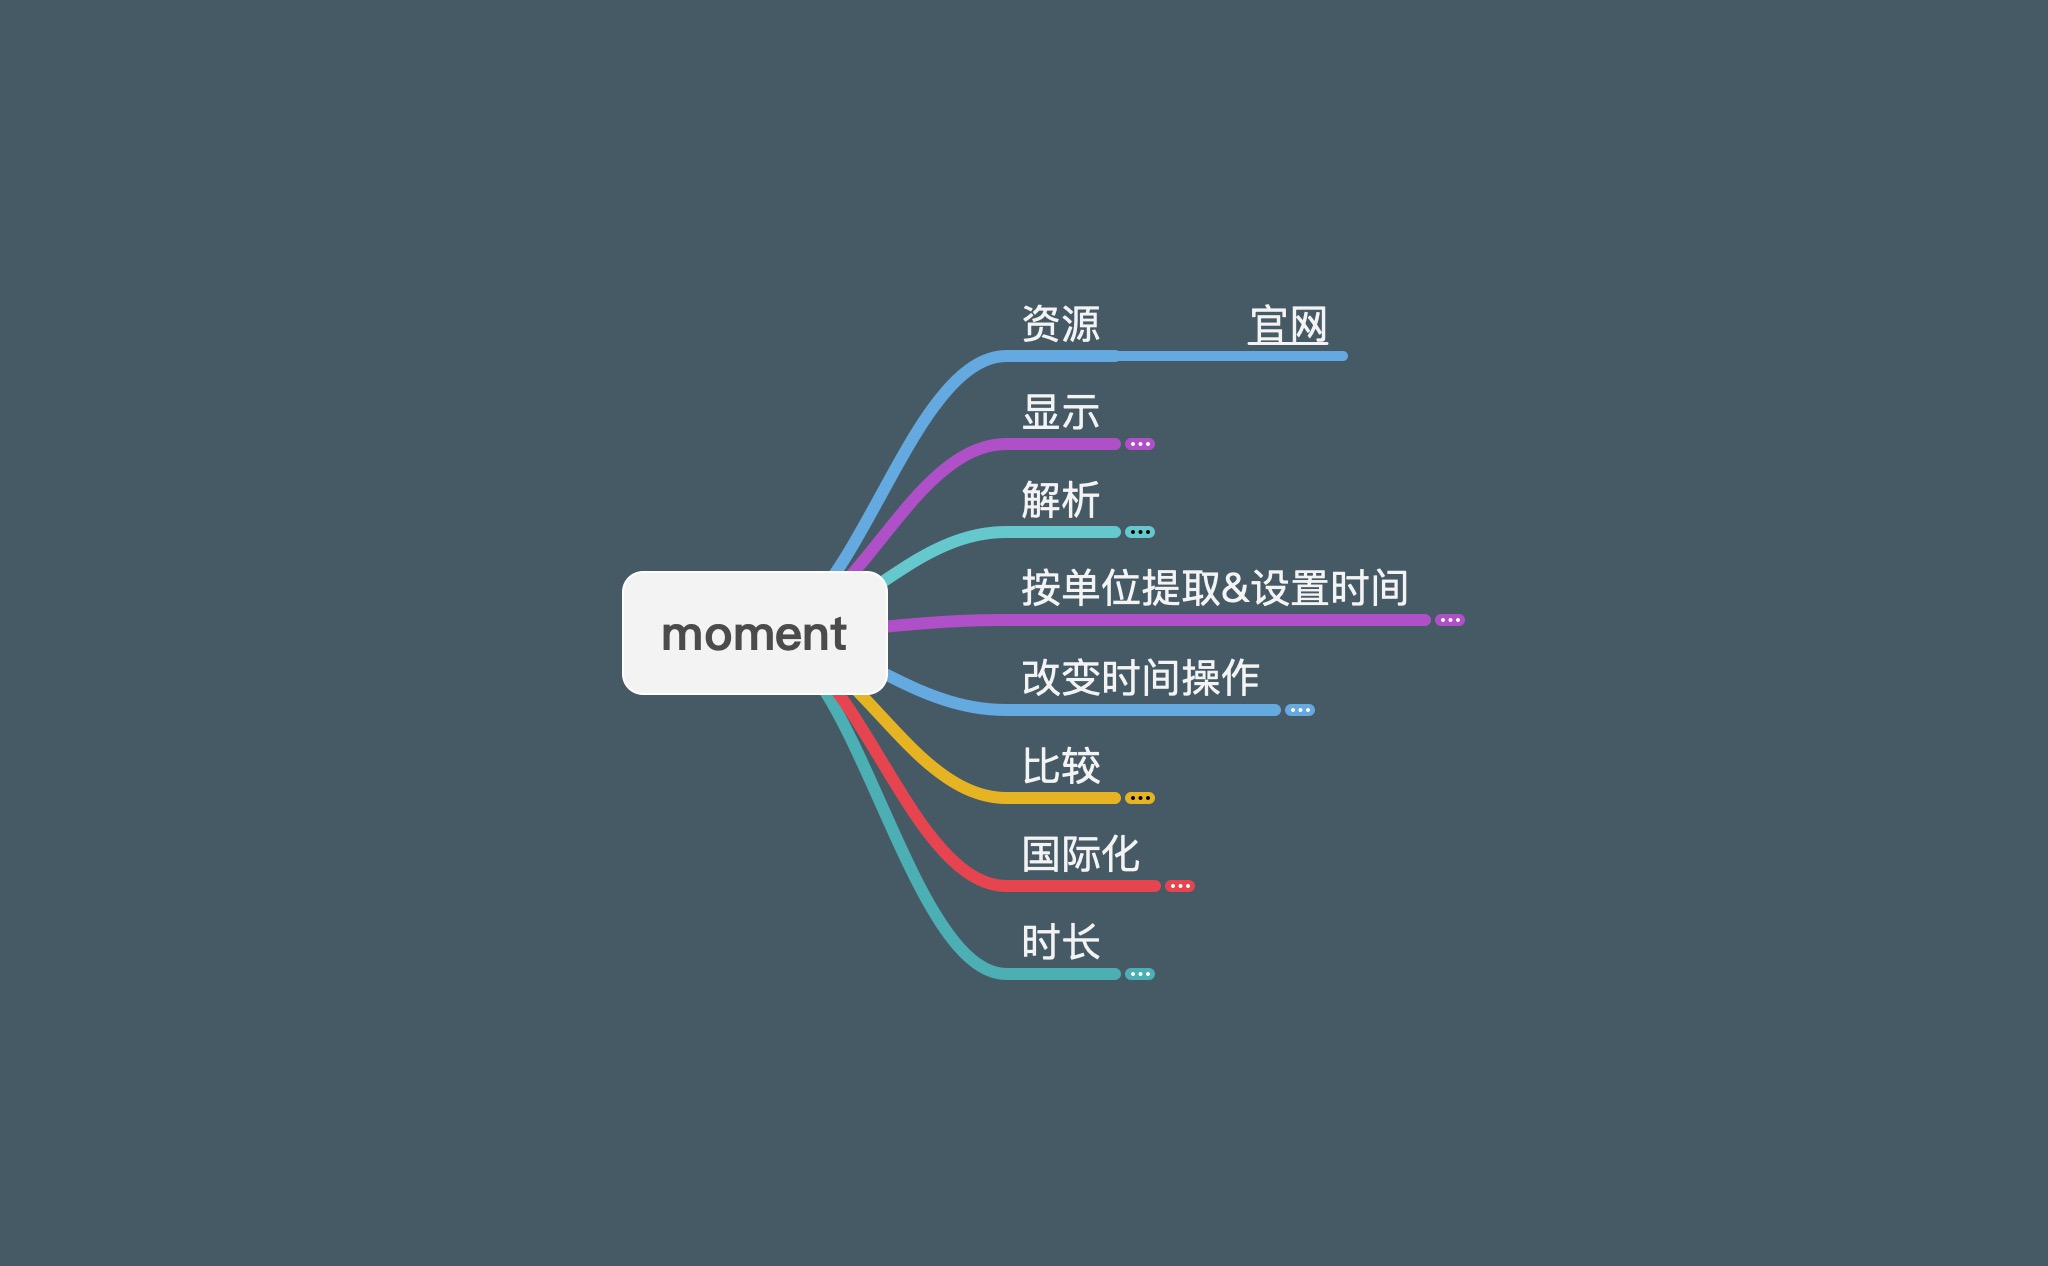 资源
官网
显示
解析
按单位提取&设置时间
moment
改变时间操作
比较
国际化
时长